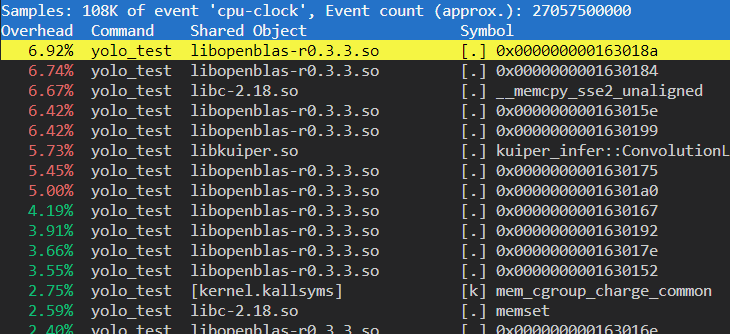 Samples: 108K of event 'cpu-clock', Event count (approx.): 27057500000
Overhead  Command    Shared Object            Symbol
6.92%  yolo_test  libopenblas-r0.3.3.so    [.] 0x000000000163018a
6.74%  yolo_test  libopenblas-r0.3.3.so    [.] 0x0000000001630184
6.67%  yolo_test  libc-2.18.so             [.] __memcpy_sse2_unaligned
6.42%  yolo_test  libopenblas-r0.3.3.so    [.] 0x000000000163015e
6.42%  yolo_test  libopenblas-r0.3.3.so    [.] 0x0000000001630199
5.73%  yolo_test  libkuiper.so             [.] kuiper_infer::ConvolutionL
5.45%  yolo_test  libopenblas-r0.3.3.so    [.] 0x0000000001630175
5.00%  yolo_test  libopenblas-r0.3.3.so    [.] 0x00000000016301a0
4.19%  yolo_test  libopenblas-r0.3.3.so    [.] 0x0000000001630167
3.91%  yolo_test  libopenblas-r0.3.3.so    [.] 0x0000000001630192
3.66%  yolo_test  libopenblas-r0.3.3.so    [.] 0x000000000163017e
3.55%  yolo_test  libopenblas-r0.3.3.so    [.] 0x0000000001630152
2.75%  yolo_test  [kernel.kallsyms]        [k] mem_cgroup_charge_common
2.59%  yolo_test  libc-2.18.so             [.] memset
2.40%  yolo_test  libopenblas-r0.3.3.so    [.] 0x000000000163016e